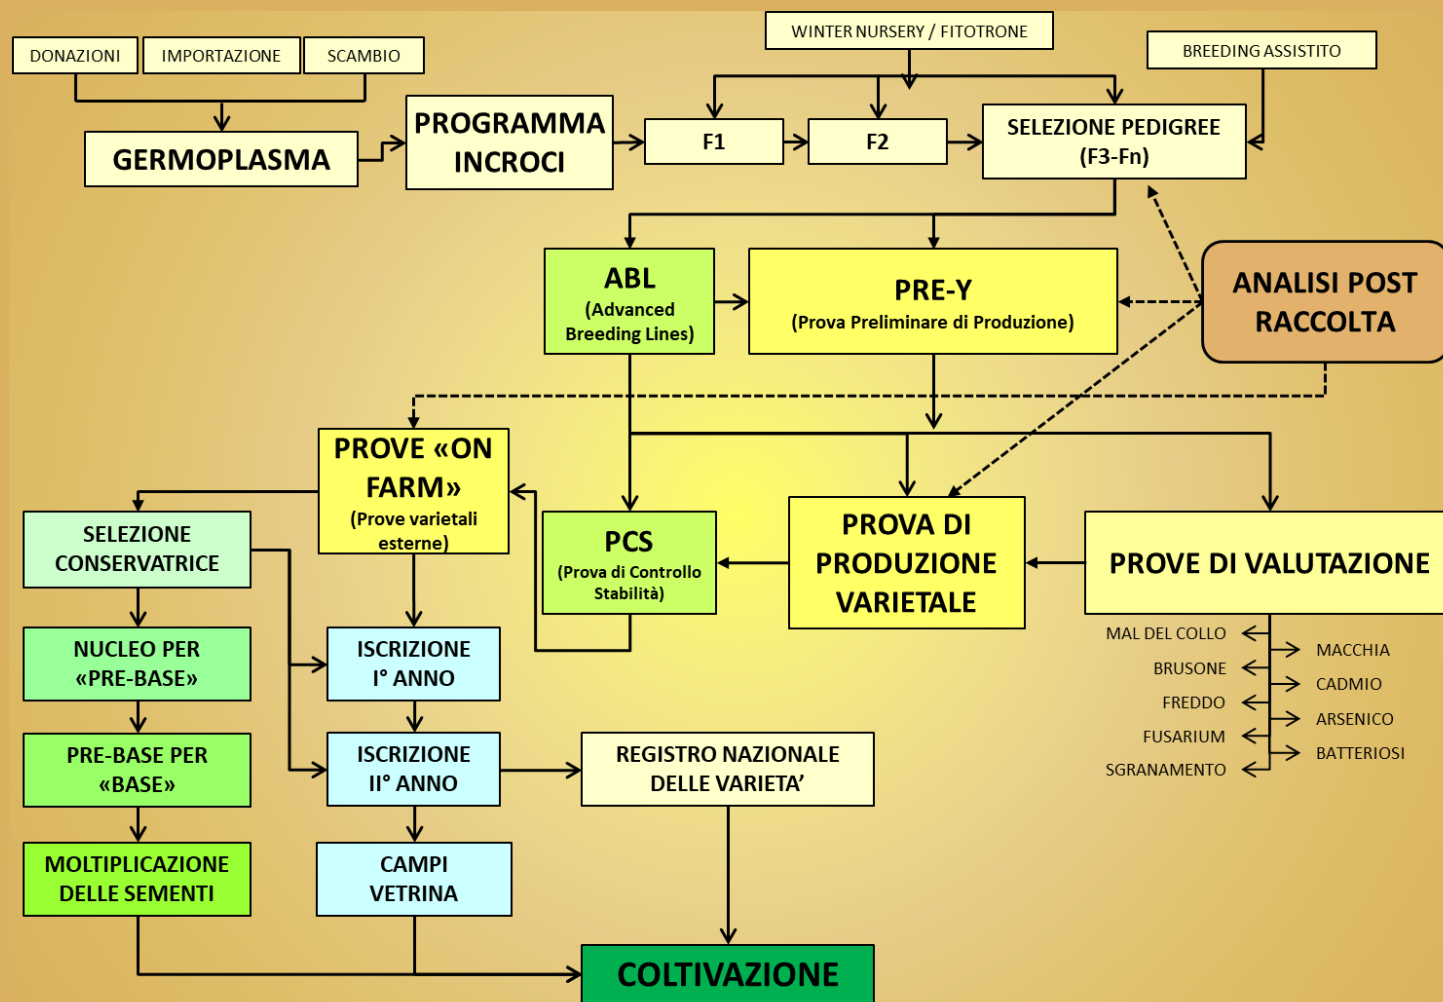 DONAZIONI
IMPORTAZIONE
SCAMBIO
WINTER NURSERY / FITOTRONE
BREEDING ASSISTITO
GERMOPLASMA
PROGRAMMA
INCROCI
F1
F2
SELEZIONE PEDIGREE
(F3-Fn)
ABL
(Advanced
Breeding Lines)
PRE-Y
(Prova Preliminare di Produzione)
ANALISI POST
RACCOLTA
PROVE «ON
FARM»
(Prove varietali
esterne)
SELEZIONE
CONSERVATRICE
PCS
(Prova di Controllo
Stabilità)
PROVA DI
PRODUZIONE
VARIETALE
PROVE DI VALUTAZIONE
MAL DEL COLLO
MACCHIA
BRUSONE
CADMIO
FREDDO
ARSENICO
FUSARIUM
BATTERIOSI
SGRANAMENTO
NUCLEO PER
«PRE-BASE»
ISCRIZIONE
I° ANNO
PRE-BASE PER
«BASE»
ISCRIZIONE
II° ANNO
REGISTRO NAZIONALE
DELLE VARIETA’
MOLTIPLICAZIONE
DELLE SEMENTI
CAMPI
VETRINA
COLTIVAZIONE